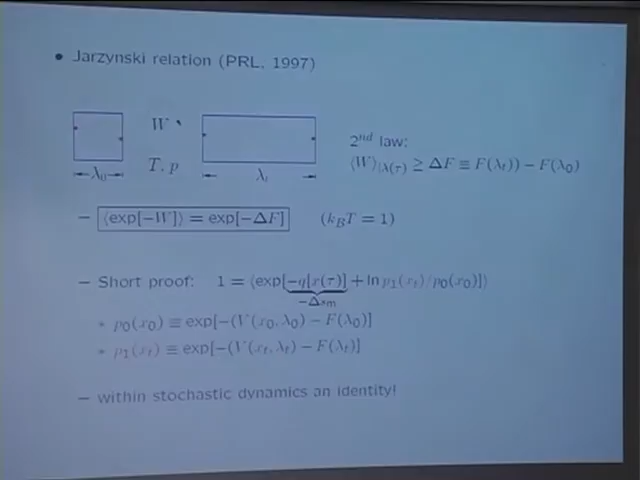 • Jarzynski relation (PRL, 1997)
W
T, p
λ₀
λₜ
2ⁿᵈ law:
⟨W⟩|λ(τ) ≥ ΔF ≡ F(λₜ)) − F(λ₀)
– ⟨exp[−W]⟩ = exp[−ΔF] (k_BT = 1)
– Short proof: 1 = ⟨exp[−q[x(τ)] + ln p₁(xₜ)/p₀(x₀)]⟩
−Δsₘ
∗ p₀(x₀) ≡ exp[−(V(x₀, λ₀) − F(λ₀)]
∗ p₁(xₜ) ≡ exp[−(V(xₜ, λₜ) − F(λₜ)]
– within stochastic dynamics an identity!